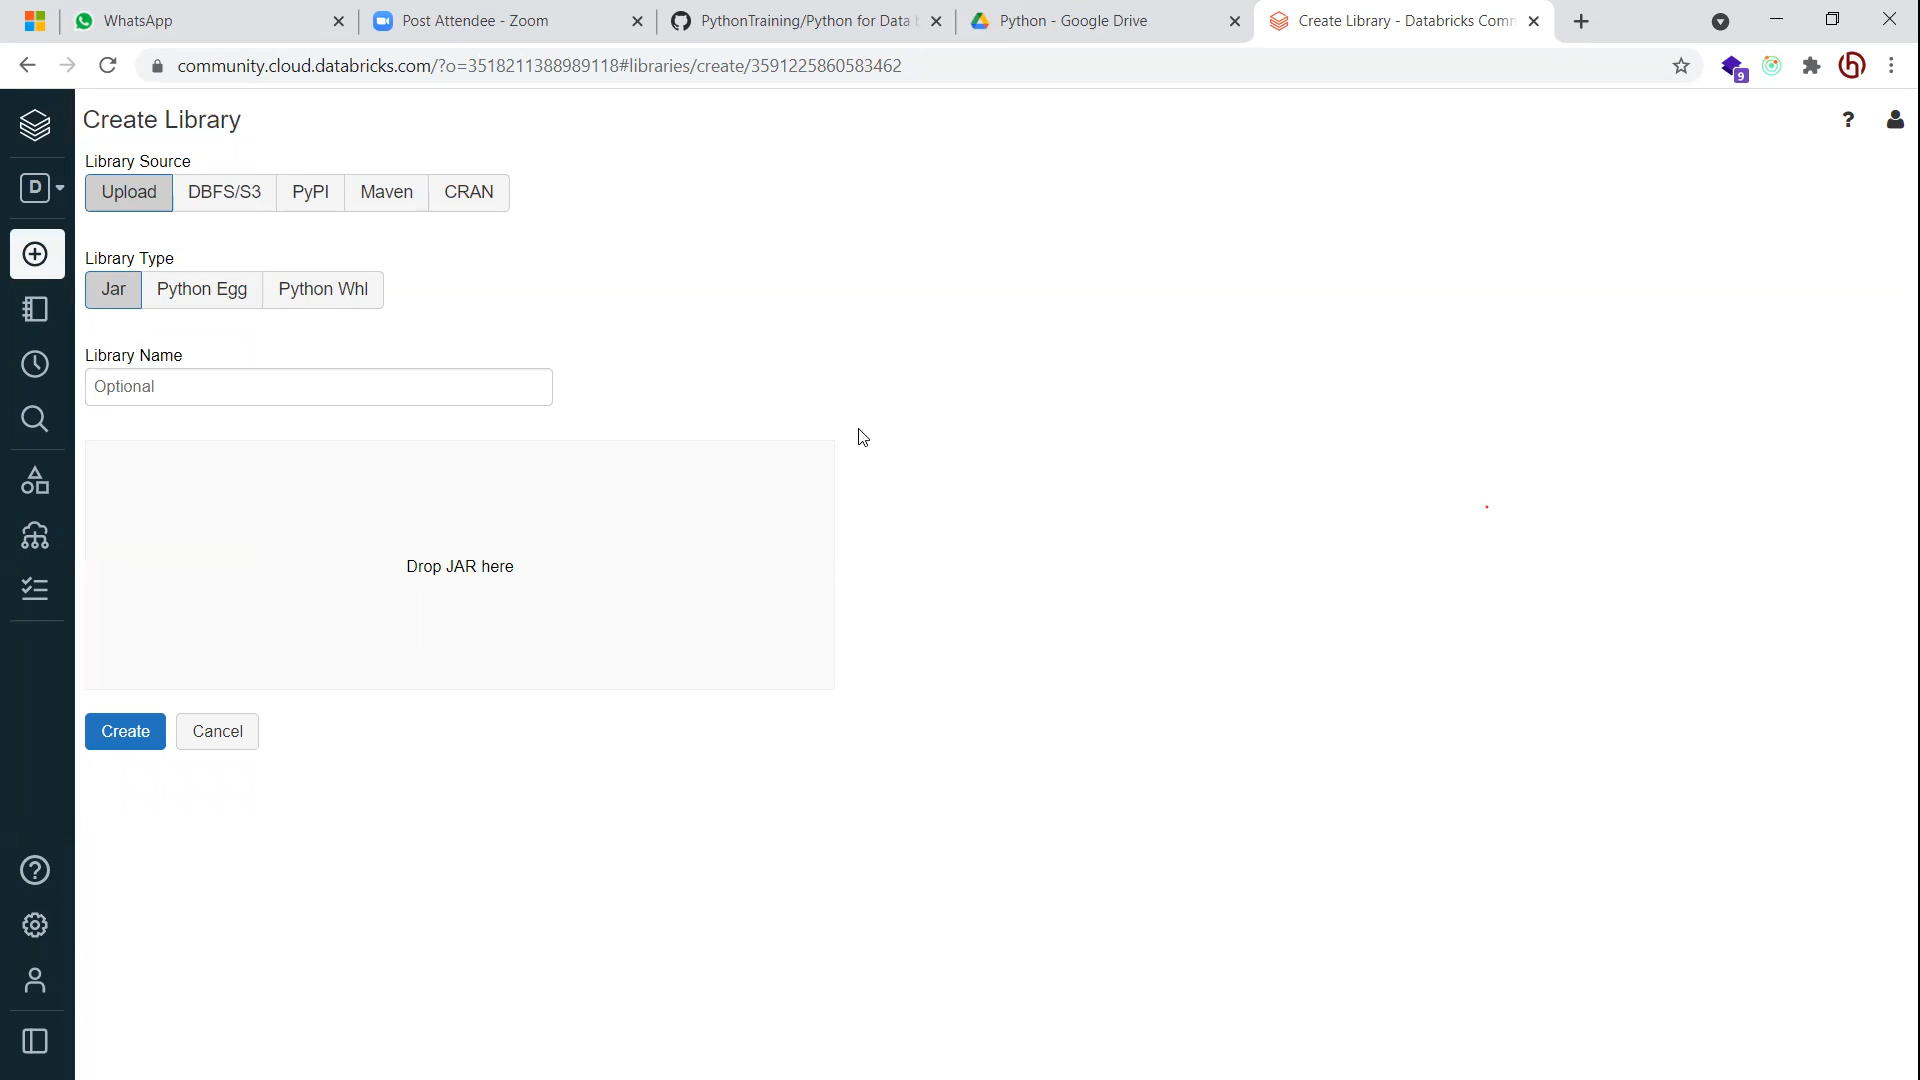 WhatsApp
Post Attendee - Zoom
PythonTraining/Python for Data
Python - Google Drive
Create Library - Databricks Comm
community.cloud.databricks.com/?o=3518211388989118#libraries/create/3591225860583462
9
Create Library
?
D
Library Source
Upload DBFS/S3 PyPI Maven CRAN
Library Type
Jar Python Egg Python Whl
Library Name
Optional
Drop JAR here
Create Cancel